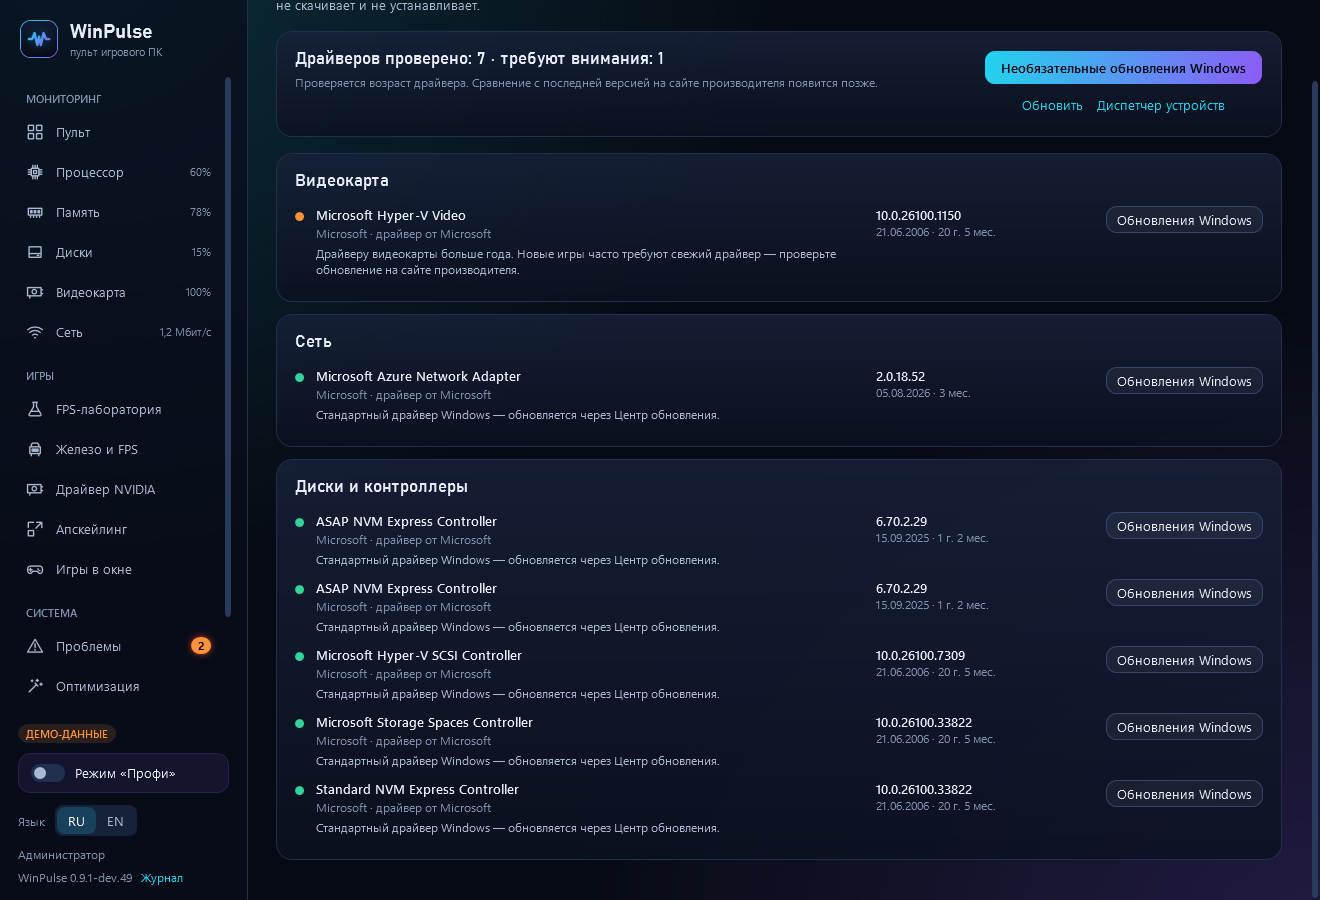 WinPulse
пульт игрового ПК
МОНИТОРИНГ
Пульт
Процессор 60%
Память 78%
Диски 15%
Видеокарта 100%
Сеть 1,2 Мбит/с
ИГРЫ
FPS-лаборатория
Железо и FPS
Драйвер NVIDIA
Апскейлинг
Игры в окне
СИСТЕМА
Проблемы 2
Оптимизация
ДЕМО-ДАННЫЕ
Режим «Профи»
Язык RU EN
Администратор
WinPulse 0.9.1-dev.49 Журнал
не скачивает и не устанавливает.
Драйверов проверено: 7 · требуют внимания: 1
Проверяется возраст драйвера. Сравнение с последней версией на сайте производителя появится позже.
Необязательные обновления Windows
Обновить Диспетчер устройств
Видеокарта
Microsoft Hyper-V Video
Microsoft · драйвер от Microsoft
Драйверу видеокарты больше года. Новые игры часто требуют свежий драйвер — проверьте
обновление на сайте производителя.
10.0.26100.1150
21.06.2006 · 20 г. 5 мес.
Обновления Windows
Сеть
Microsoft Azure Network Adapter
Microsoft · драйвер от Microsoft
Стандартный драйвер Windows — обновляется через Центр обновления.
2.0.18.52
05.08.2026 · 3 мес.
Обновления Windows
Диски и контроллеры
ASAP NVM Express Controller
Microsoft · драйвер от Microsoft
Стандартный драйвер Windows — обновляется через Центр обновления.
6.70.2.29
15.09.2025 · 1 г. 2 мес.
Обновления Windows
ASAP NVM Express Controller
Microsoft · драйвер от Microsoft
Стандартный драйвер Windows — обновляется через Центр обновления.
6.70.2.29
15.09.2025 · 1 г. 2 мес.
Обновления Windows
Microsoft Hyper-V SCSI Controller
Microsoft · драйвер от Microsoft
Стандартный драйвер Windows — обновляется через Центр обновления.
10.0.26100.7309
21.06.2006 · 20 г. 5 мес.
Обновления Windows
Microsoft Storage Spaces Controller
Microsoft · драйвер от Microsoft
Стандартный драйвер Windows — обновляется через Центр обновления.
10.0.26100.33822
21.06.2006 · 20 г. 5 мес.
Обновления Windows
Standard NVM Express Controller
Microsoft · драйвер от Microsoft
Стандартный драйвер Windows — обновляется через Центр обновления.
10.0.26100.33822
21.06.2006 · 20 г. 5 мес.
Обновления Windows